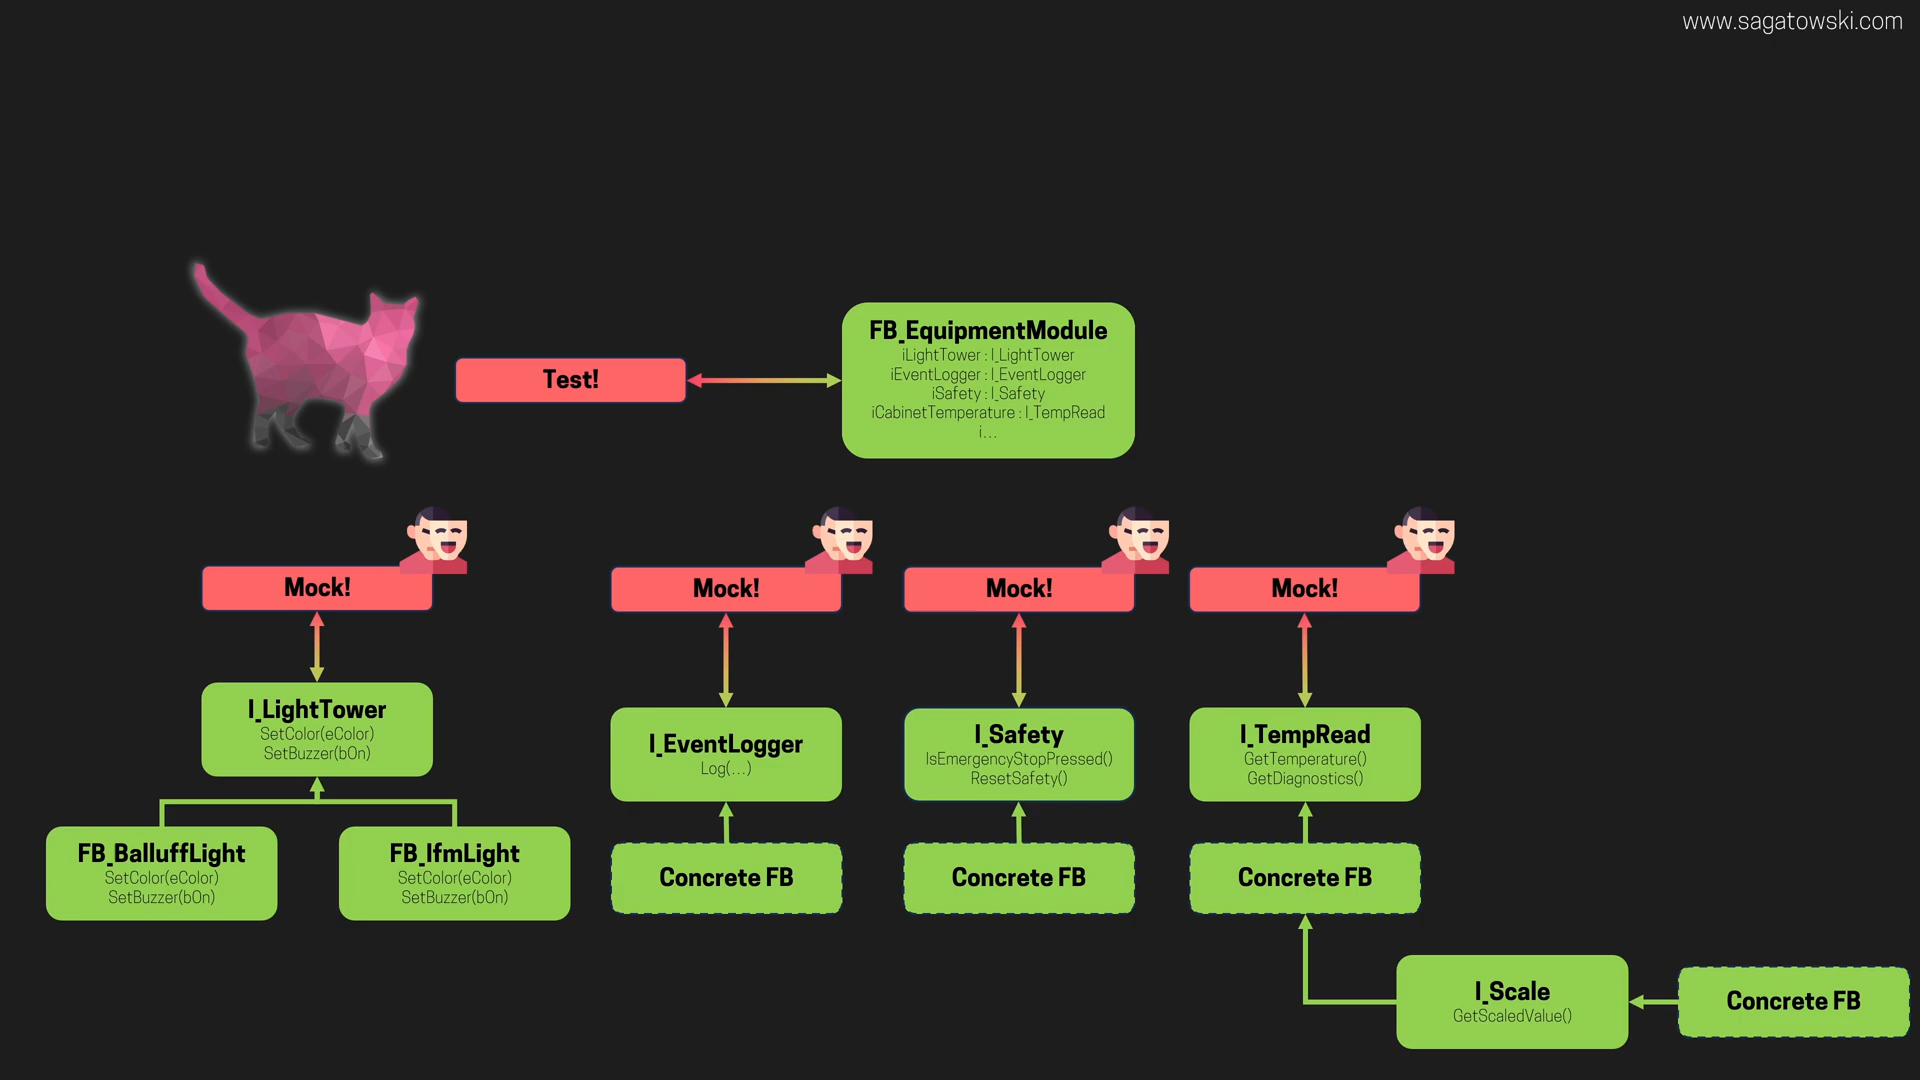 www.sagatowski.com
Test!
FB_EquipmentModule
iLightTower : I_LightTower
iEventLogger : I_EventLogger
iSafety : I_Safety
iCabinetTemperature : I_TempRead
i…
Mock!
Mock!
Mock!
Mock!
I_LightTower
SetColor(eColor)
SetBuzzer(bOn)
I_EventLogger
Log(…)
I_Safety
IsEmergencyStopPressed()
ResetSafety()
I_TempRead
GetTemperature()
GetDiagnostics()
FB_BalluffLight
SetColor(eColor)
SetBuzzer(bOn)
FB_IfmLight
SetColor(eColor)
SetBuzzer(bOn)
Concrete FB
Concrete FB
Concrete FB
I_Scale
GetScaledValue()
Concrete FB